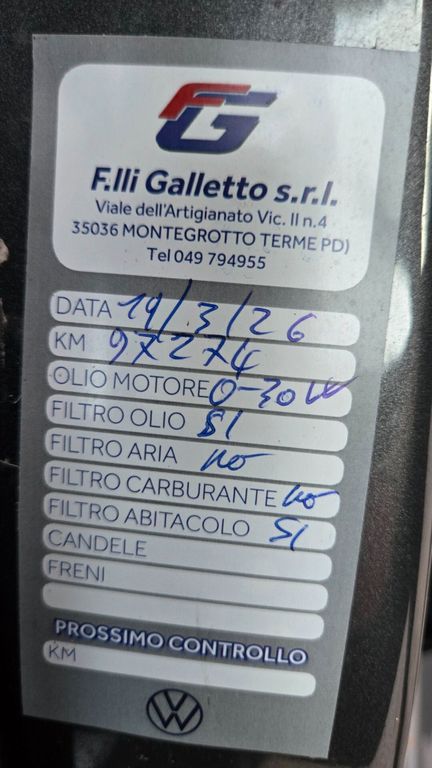 FG
F.lli Galletto s.r.l.
Viale dell'Artigianato Vic. II n.4
35036 MONTEGROTTO TERME PD)
Tel 049 794955
DATA 19/3/26
KM 97274
OLIO MOTORE 0-30W
FILTRO OLIO SI
FILTRO ARIA NO
FILTRO CARBURANTE NO
FILTRO ABITACOLO SI
CANDELE
FRENI
PROSSIMO CONTROLLO
KM
VW